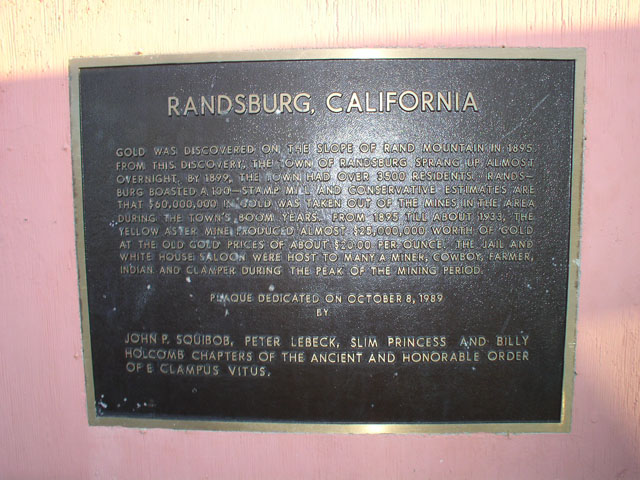 RANDSBURG, CALIFORNIA
GOLD WAS DISCOVERED ON THE SLOPE OF RAND MOUNTAIN IN 1895.
FROM THIS DISCOVERY, THE TOWN OF RANDSBURG SPRANG UP ALMOST
OVERNIGHT. BY 1899, THE TOWN HAD OVER 3500 RESIDENTS. RANDS-
BURG BOASTED A 100-STAMP MILL AND CONSERVATIVE ESTIMATES ARE
THAT $60,000,000 IN GOLD WAS TAKEN OUT OF THE MINES IN THE AREA
DURING THE TOWN'S BOOM YEARS. FROM 1895 TILL ABOUT 1933, THE
YELLOW ASTER MINE PRODUCED ALMOST $25,000,000 WORTH OF GOLD
AT THE OLD GOLD PRICES OF ABOUT $20.00 PER OUNCE. THE JAIL AND
WHITE HOUSE SALOON WERE HOST TO MANY A MINER, COWBOY, FARMER,
INDIAN AND CLAMPER DURING THE PEAK OF THE MINING PERIOD.
PLAQUE DEDICATED ON OCTOBER 8, 1989
BY
JOHN P. SQUIBOB, PETER LEBECK, SLIM PRINCESS AND BILLY
HOLCOMB CHAPTERS OF THE ANCIENT AND HONORABLE ORDER
OF E CLAMPUS VITUS.